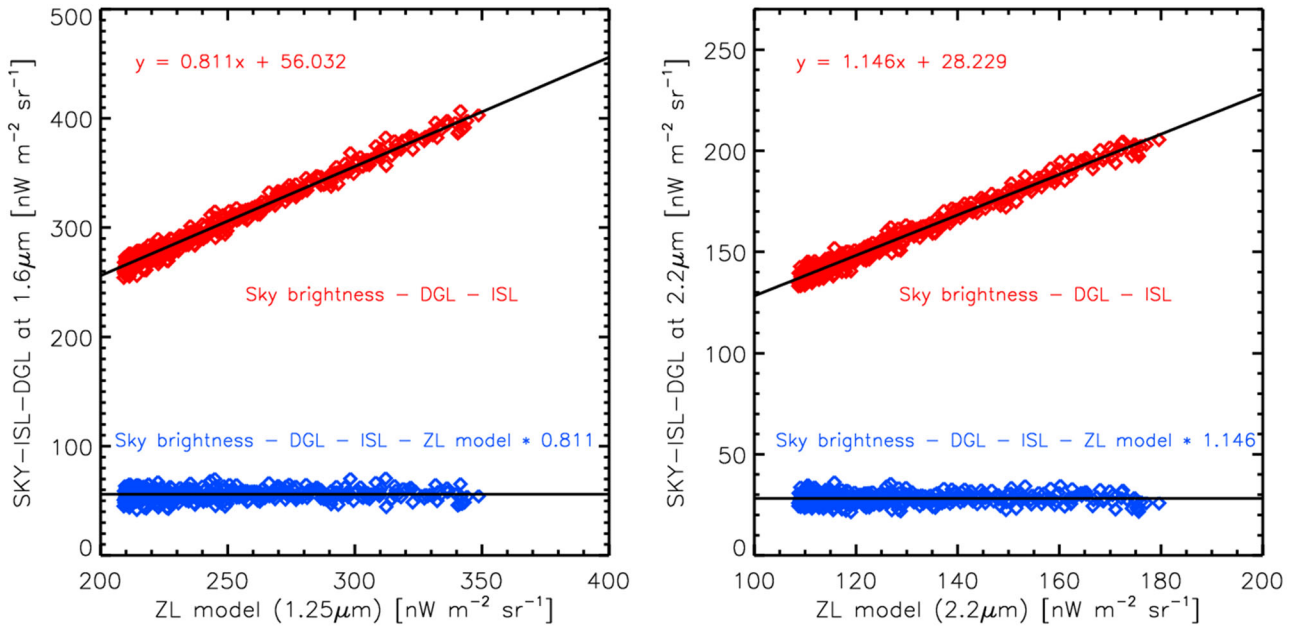 500
400
300
200
100
0
SKY-ISL-DGL at 1.6μm [nW m⁻² sr⁻¹]
y = 0.811x + 56.032
Sky brightness - DGL - ISL
Sky brightness - DGL - ISL - ZL model * 0.811
200 250 300 350 400
ZL model (1.25μm) [nW m⁻² sr⁻¹]
250
200
150
100
50
0
SKY-ISL-DGL at 2.2μm [nW m⁻² sr⁻¹]
y = 1.146x + 28.229
Sky brightness - DGL - ISL
Sky brightness - DGL - ISL - ZL model * 1.146
100 120 140 160 180 200
ZL model (2.2μm) [nW m⁻² sr⁻¹]